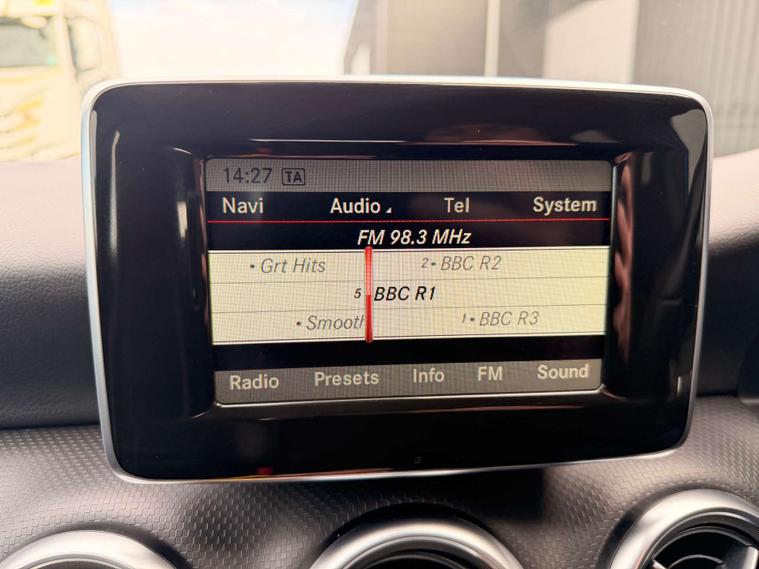 14:27 TA
Navi Audio Tel System
FM 98.3 MHz
• Grt Hits 2• BBC R2
5 BBC R1
• Smooth 1• BBC R3
Radio Presets Info FM Sound